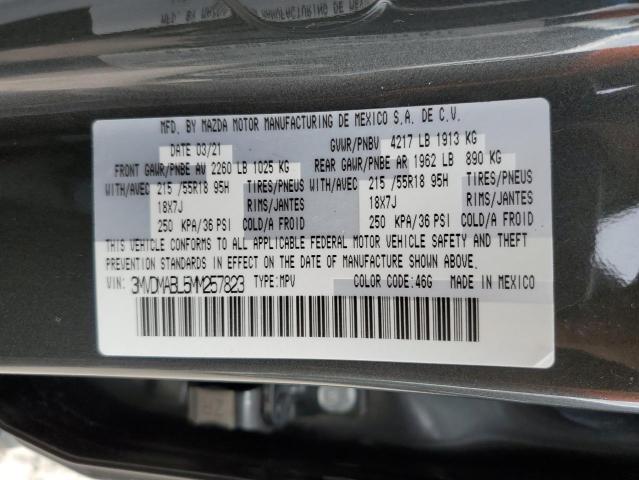 MFD. BY MAZDA MOTOR MANUFACTURING DE MEXICO S.A. DE C.V.
DATE 03/21 GVWR/PNBV 4217 LB 1913 KG
FRONT GAWR/PNBE AV 2260 LB 1025 KG REAR GAWR/PNBE AR 1962 LB 890 KG
WITH/AVEC 215 /55R18 95H TIRES/PNEUS WITH/AVEC 215 /55R18 95H TIRES/PNEUS
18X7J RIMS/JANTES 18X7J RIMS/JANTES
250 KPA/36 PSI COLD/A FROID 250 KPA/36 PSI COLD/A FROID
THIS VEHICLE CONFORMS TO ALL APPLICABLE FEDERAL MOTOR VEHICLE SAFETY AND THEFT
PREVENTION STANDARDS IN EFFECT ON THE DATE OF MANUFACTURE SHOWN ABOVE.
VIN: 3MVDMABL5MM257823 TYPE:MPV COLOR CODE:46G MADE IN MEXICO